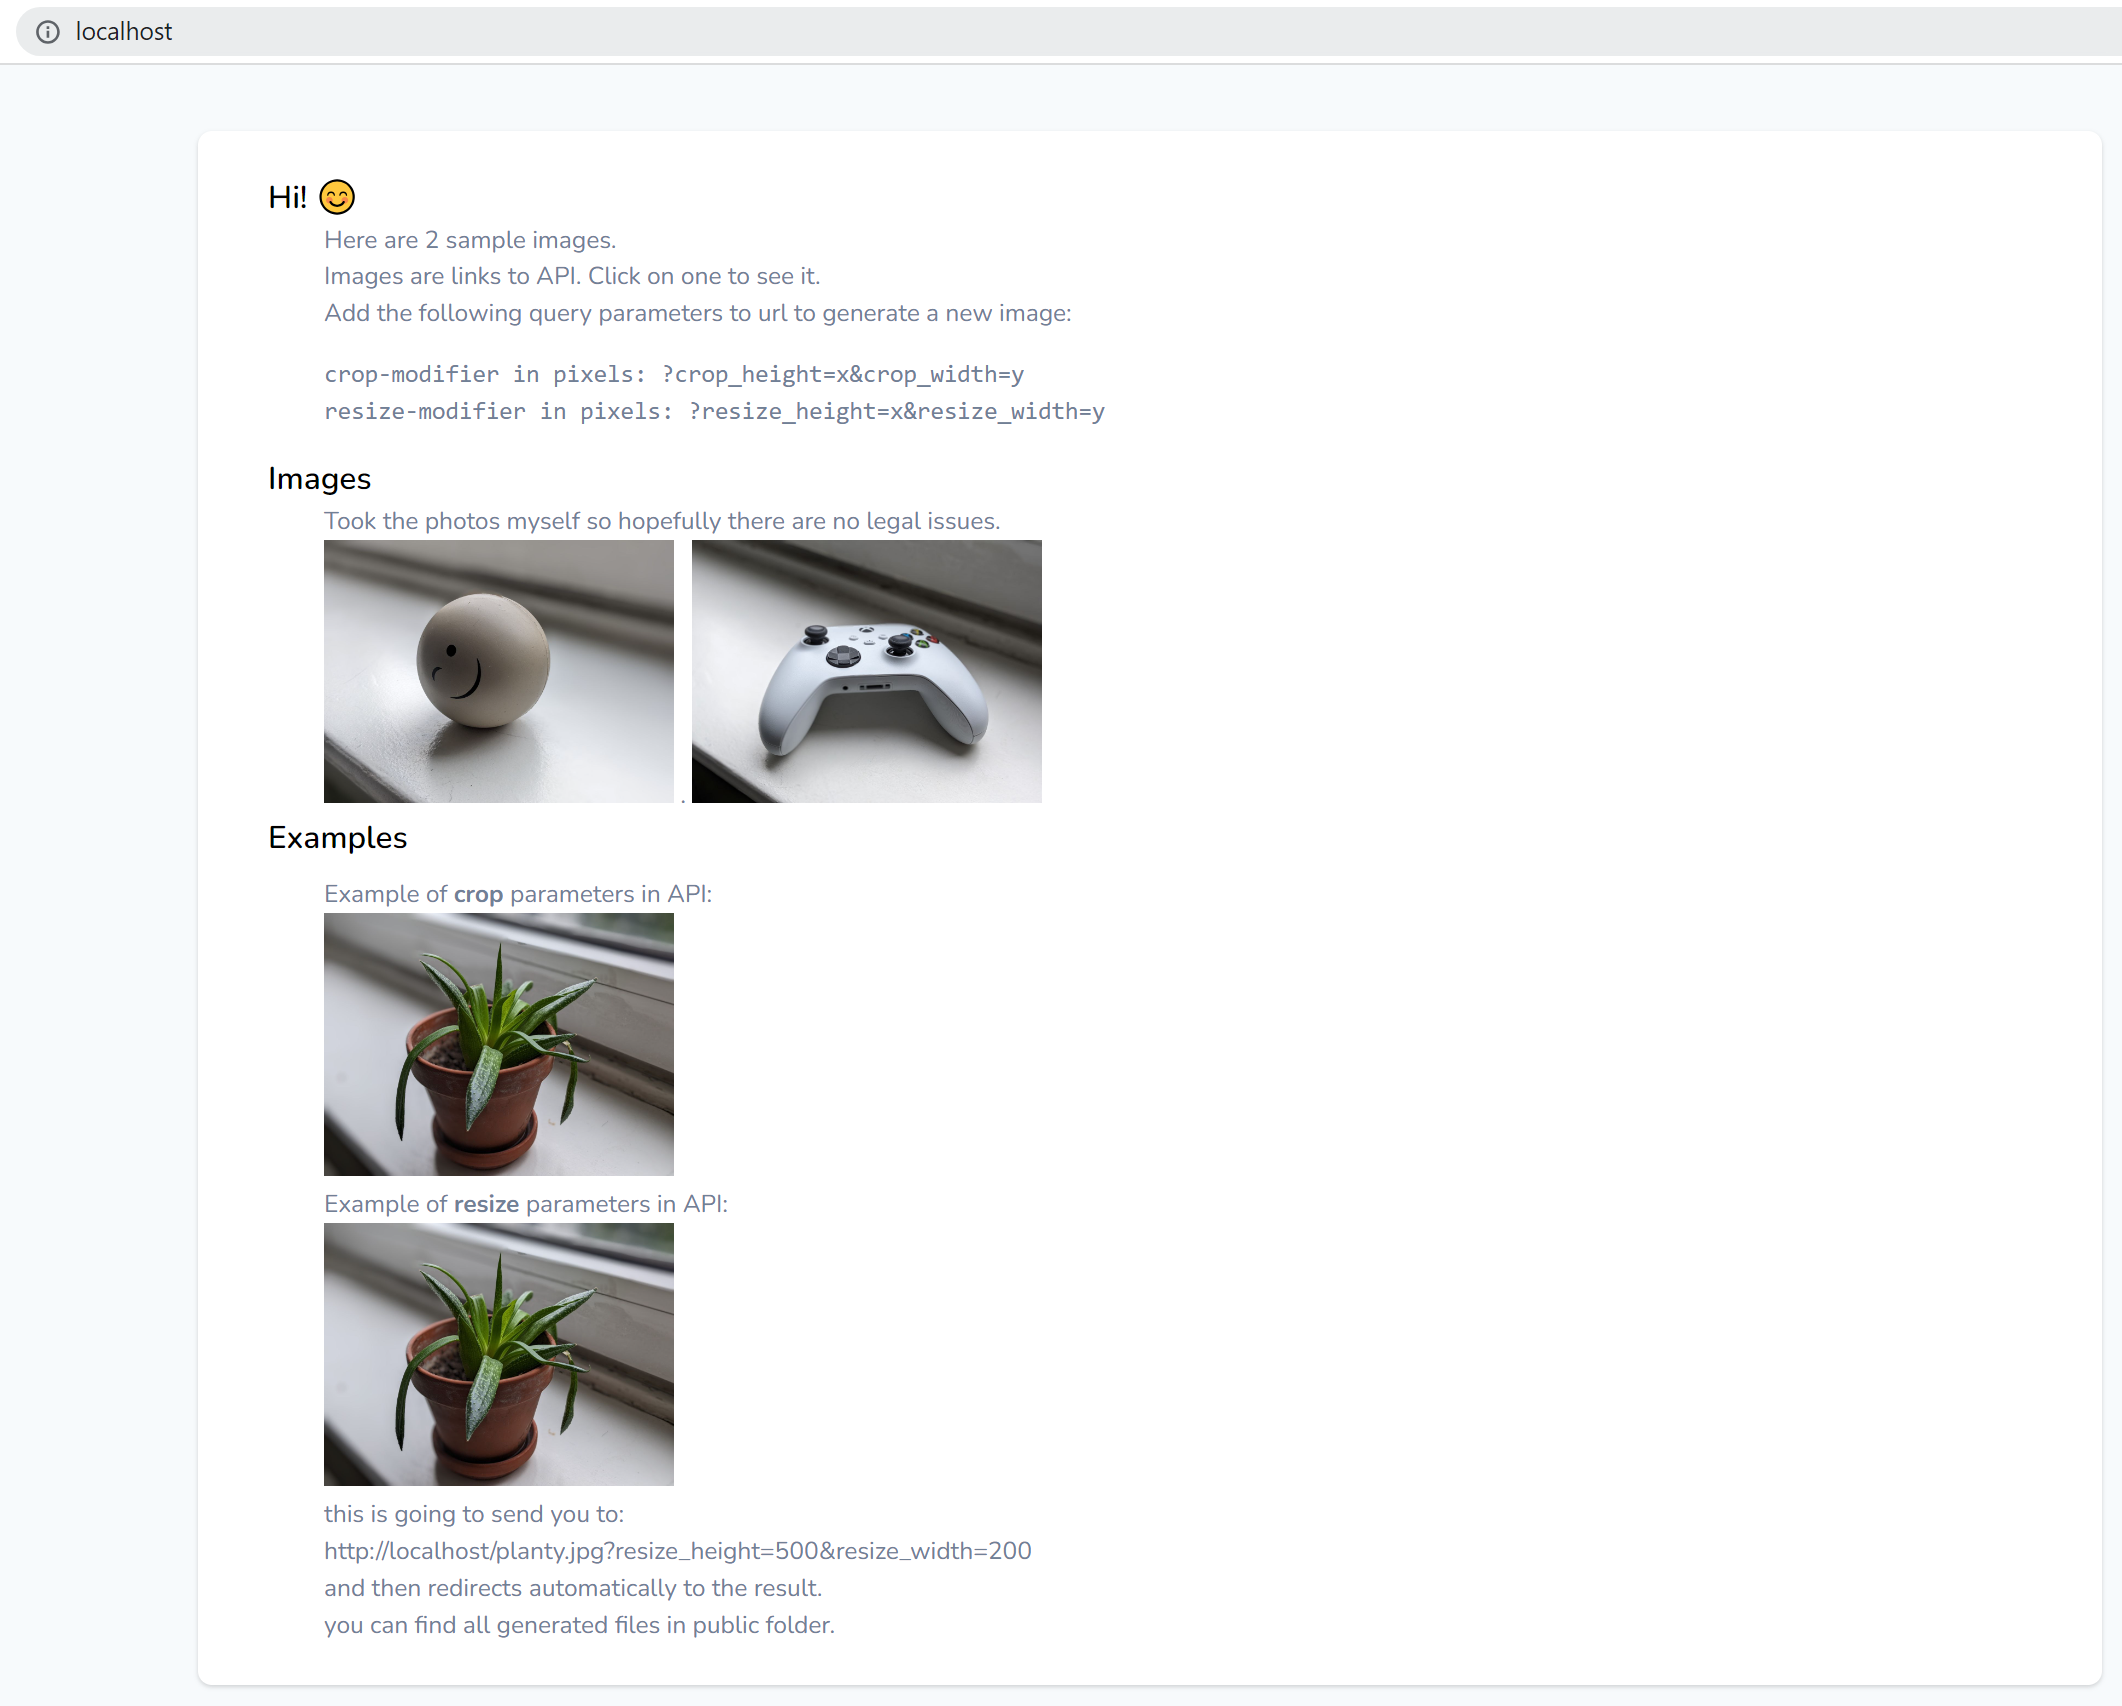 localhost
Hi! 😊
Here are 2 sample images.
Images are links to API. Click on one to see it.
Add the following query parameters to url to generate a new image:
crop-modifier in pixels: ?crop_height=x&crop_width=y
resize-modifier in pixels: ?resize_height=x&resize_width=y
Images
Took the photos myself so hopefully there are no legal issues.
.
Examples
Example of crop parameters in API:
Example of resize parameters in API:
this is going to send you to:
http://localhost/planty.jpg?resize_height=500&resize_width=200
and then redirects automatically to the result.
you can find all generated files in public folder.